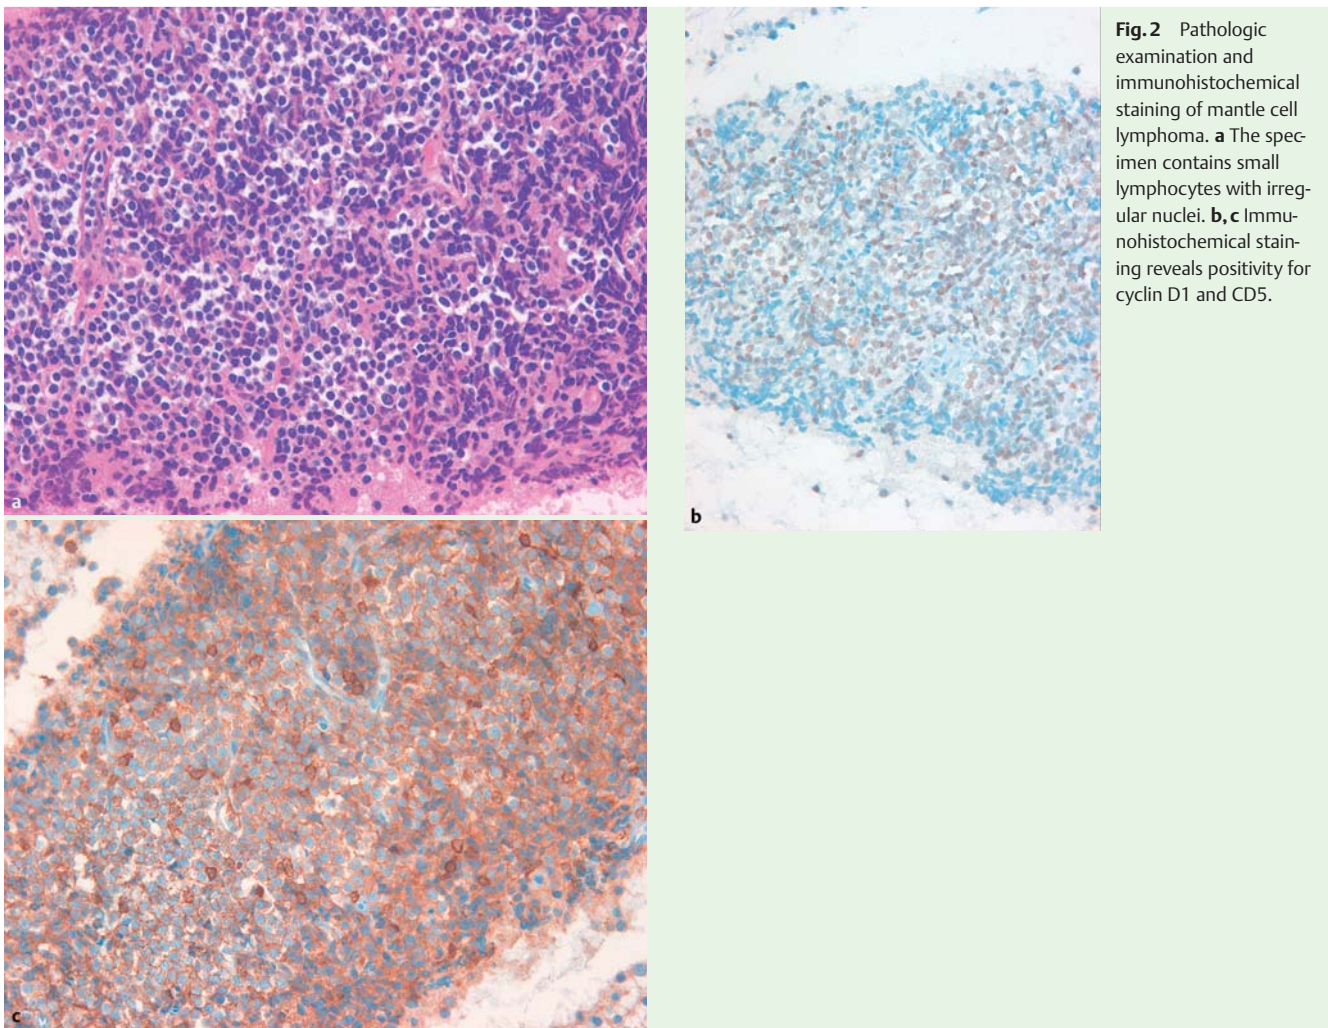 Fig. 2 Pathologic
examination and
immunohistochemical
staining of mantle cell
lymphoma. a The spec-
imen contains small
lymphocytes with irreg-
ular nuclei. b, c Immu-
nohistochemical stain-
ing reveals positivity for
cyclin D1 and CD5.
a
b
c